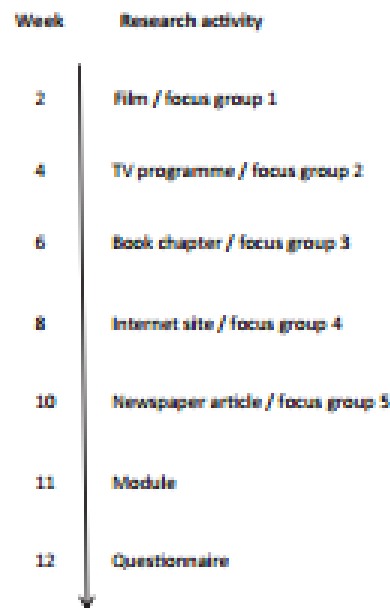 Week Research activity
2 Film / focus group 1
4 TV programme / focus group 2
6 Book chapter / focus group 3
8 Internet site / focus group 4
10 Newspaper article / focus group 5
11 Module
12 Questionnaire